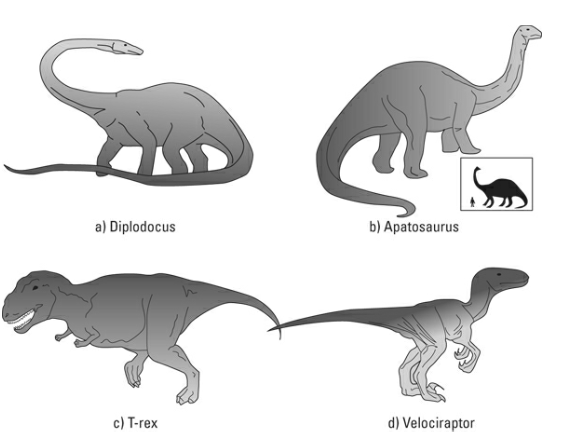 a) Diplodocus
b) Apatosaurus
c) T-rex
d) Velociraptor